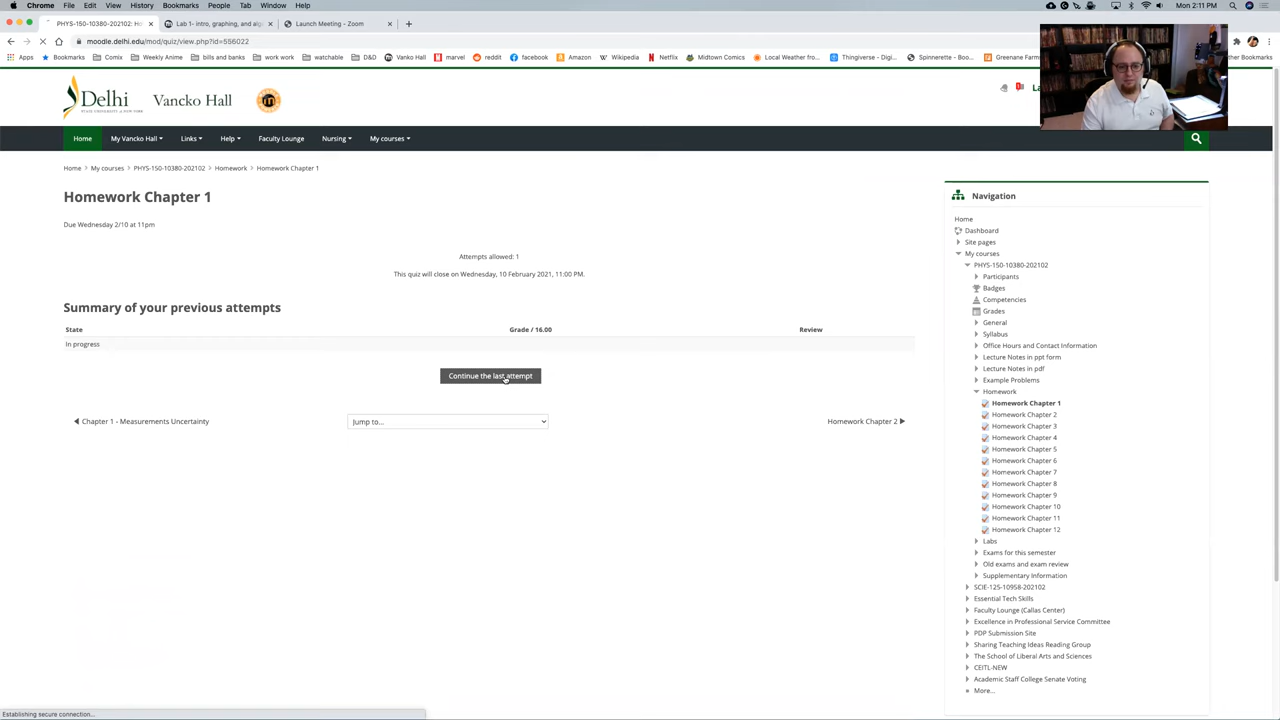 Chrome File Edit View History Bookmarks People Tab Window Help Mon 2:11 PM
PHYS-150-10380-202102: H Lab 1- intro, graphing, and alg Launch Meeting - Zoom
moodle.delhi.edu/mod/quiz/view.php?id=556022
Apps Bookmarks Comix Weekly Anime bills and banks work work watchable D&D Vanko Hall marvel reddit facebook Amazon Wikipedia Netflix Midtown Comics Local Weather fro... Thingiverse - Digi... Spinnerette - Boo... Greenane Farm Other Bookmarks
Delhi
STATE UNIVERSITY OF NEW YORK
Vancko Hall
Home My Vancko Hall Links Help Faculty Lounge Nursing My courses
Home My courses PHYS-150-10380-202102 Homework Homework Chapter 1
Homework Chapter 1
Due Wednesday 2/10 at 11pm
Attempts allowed: 1
This quiz will close on Wednesday, 10 February 2021, 11:00 PM.
Summary of your previous attempts
State Grade / 16.00 Review
In progress
Continue the last attempt
Chapter 1 - Measurements Uncertainty
Jump to...
Homework Chapter 2
Navigation
Home
Dashboard
Site pages
My courses
PHYS-150-10380-202102
Participants
Badges
Competencies
Grades
General
Syllabus
Office Hours and Contact Information
Lecture Notes in ppt form
Lecture Notes in pdf
Example Problems
Homework
Homework Chapter 1
Homework Chapter 2
Homework Chapter 3
Homework Chapter 4
Homework Chapter 5
Homework Chapter 6
Homework Chapter 7
Homework Chapter 8
Homework Chapter 9
Homework Chapter 10
Homework Chapter 11
Homework Chapter 12
Labs
Exams for this semester
Old exams and exam review
Supplementary Information
SCIE-125-10958-202102
Essential Tech Skills
Faculty Lounge (Callas Center)
Excellence in Professional Service Committee
PDP Submission Site
Sharing Teaching Ideas Reading Group
The School of Liberal Arts and Sciences
CEITL-NEW
Academic Staff College Senate Voting
More...
Establishing secure connection...